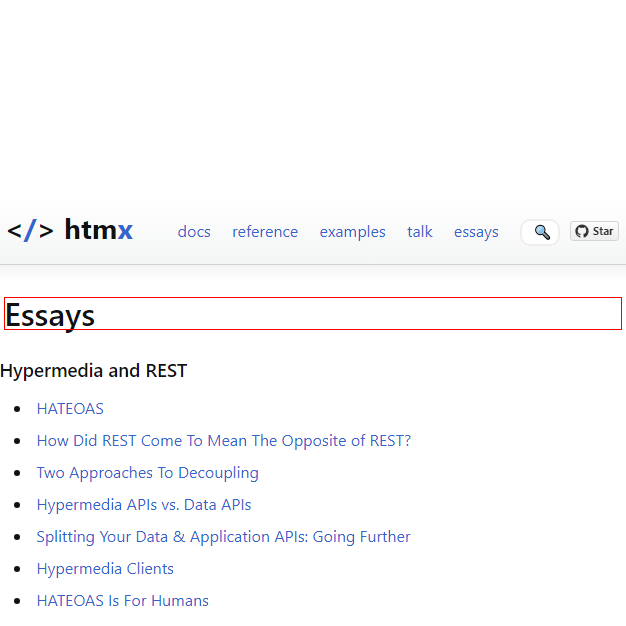 </> htmx docs reference examples talk essays Star
Essays
Hypermedia and REST
HATEOAS
How Did REST Come To Mean The Opposite of REST?
Two Approaches To Decoupling
Hypermedia APIs vs. Data APIs
Splitting Your Data & Application APIs: Going Further
Hypermedia Clients
HATEOAS Is For Humans